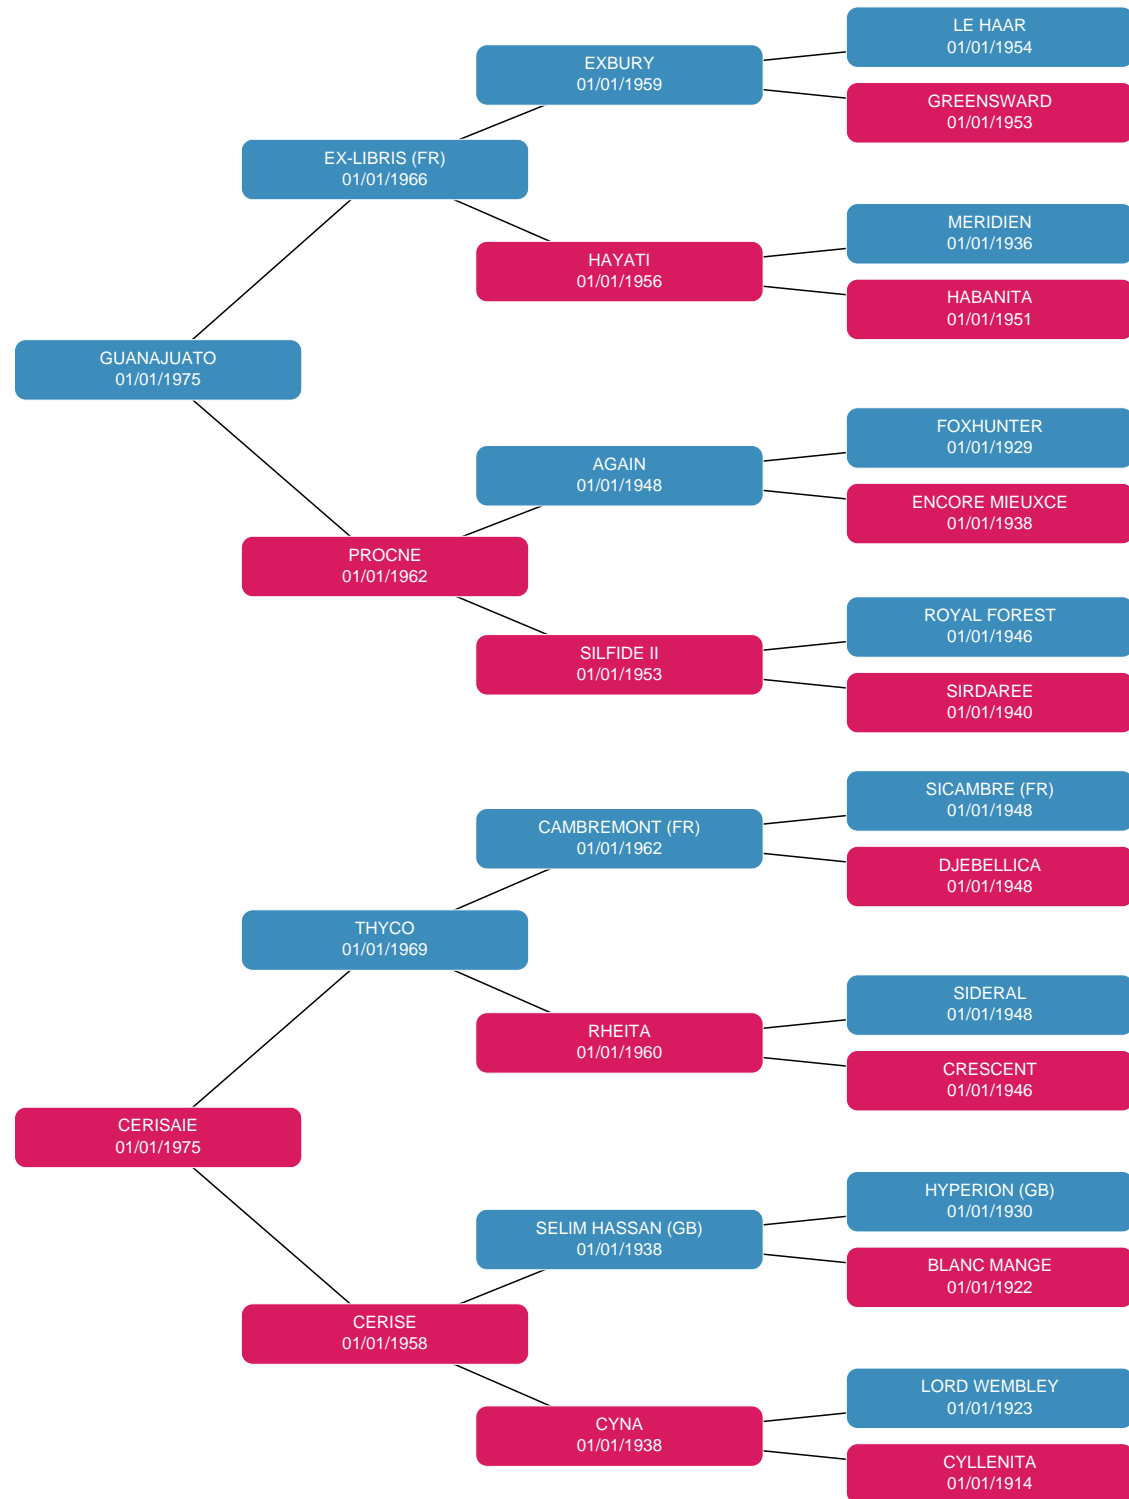 LE HAAR
01/01/1954
EXBURY
01/01/1959
GREENSWARD
01/01/1953
EX-LIBRIS (FR)
01/01/1966
MERIDIEN
01/01/1936
HAYATI
01/01/1956
HABANITA
01/01/1951
GUANAJUATO
01/01/1975
FOXHUNTER
01/01/1929
AGAIN
01/01/1948
ENCORE MIEUXCE
01/01/1938
PROCNE
01/01/1962
ROYAL FOREST
01/01/1946
SILFIDE II
01/01/1953
SIRDAREE
01/01/1940
SICAMBRE (FR)
01/01/1948
CAMBREMONT (FR)
01/01/1962
DJEBELLICA
01/01/1948
THYCO
01/01/1969
SIDERAL
01/01/1948
RHEITA
01/01/1960
CRESCENT
01/01/1946
CERISAIE
01/01/1975
HYPERION (GB)
01/01/1930
SELIM HASSAN (GB)
01/01/1938
BLANC MANGE
01/01/1922
CERISE
01/01/1958
LORD WEMBLEY
01/01/1923
CYNA
01/01/1938
CYLLENITA
01/01/1914